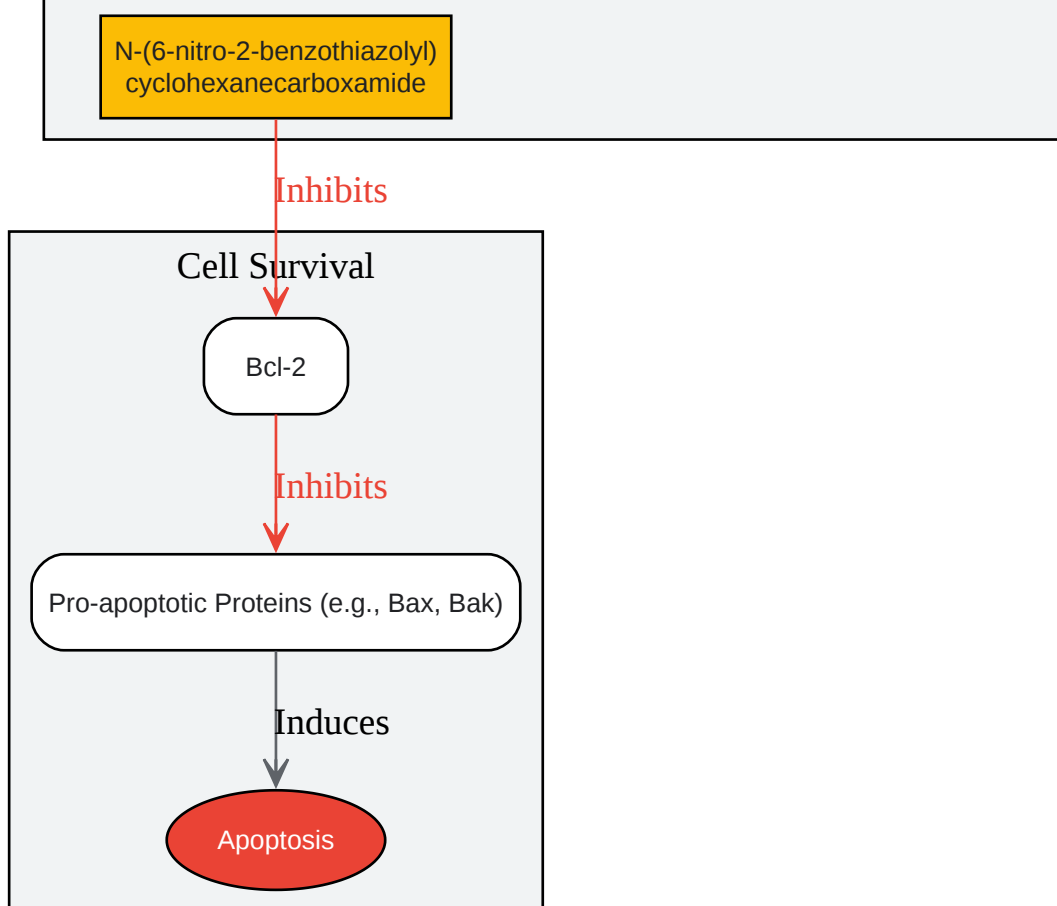 N-(6-nitro-2-benzothiazolyl)
cyclohexanecarboxamide
Inhibits
Cell Survival
Bcl-2
Inhibits
Pro-apoptotic Proteins (e.g., Bax, Bak)
Induces
Apoptosis